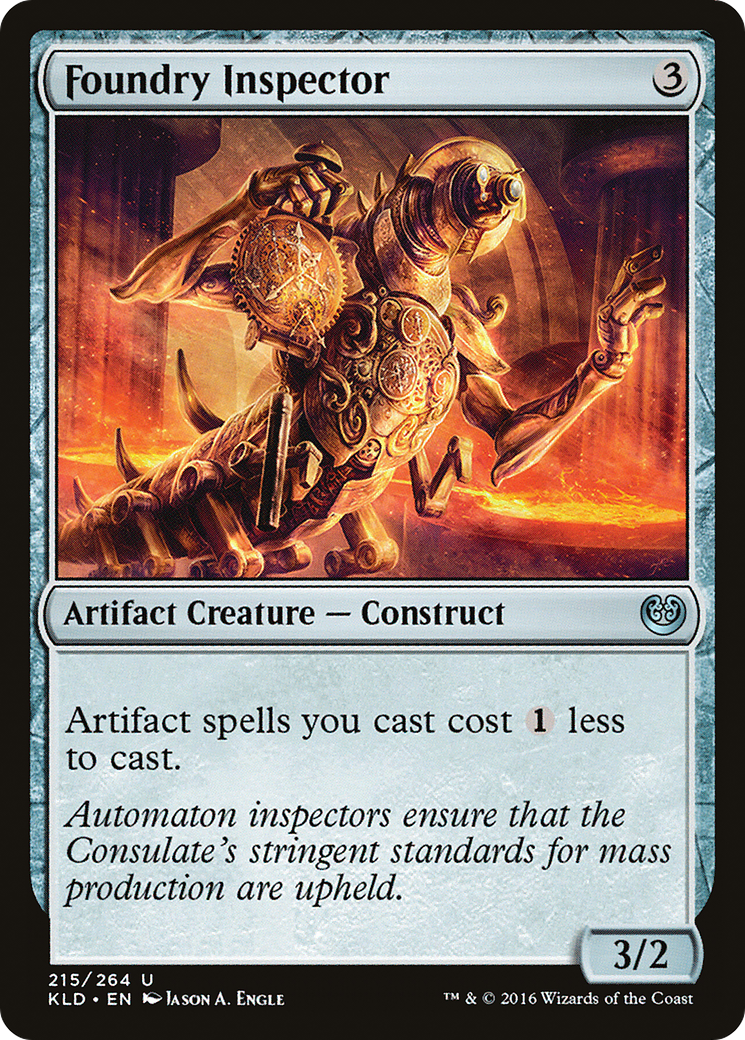 Foundry Inspector 3
Artifact Creature — Construct
Artifact spells you cast cost 1 less
to cast.
Automaton inspectors ensure that the
Consulate's stringent standards for mass
production are upheld.
3/2
215/264 U
KLD • EN Jason A. Engle
™ & © 2016 Wizards of the Coast